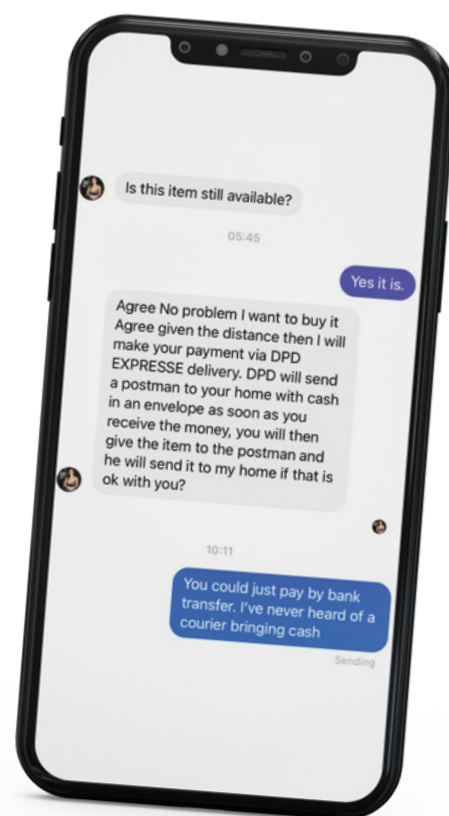 Is this item still available?
05:45
Yes it is.
Agree No problem I want to buy it
Agree given the distance then I will
make your payment via DPD
EXPRESSE delivery. DPD will send
a postman to your home with cash
in an envelope as soon as you
receive the money, you will then
give the item to the postman and
he will send it to my home if that is
ok with you?
10:11
You could just pay by bank
transfer. I've never heard of a
courier bringing cash
Sending